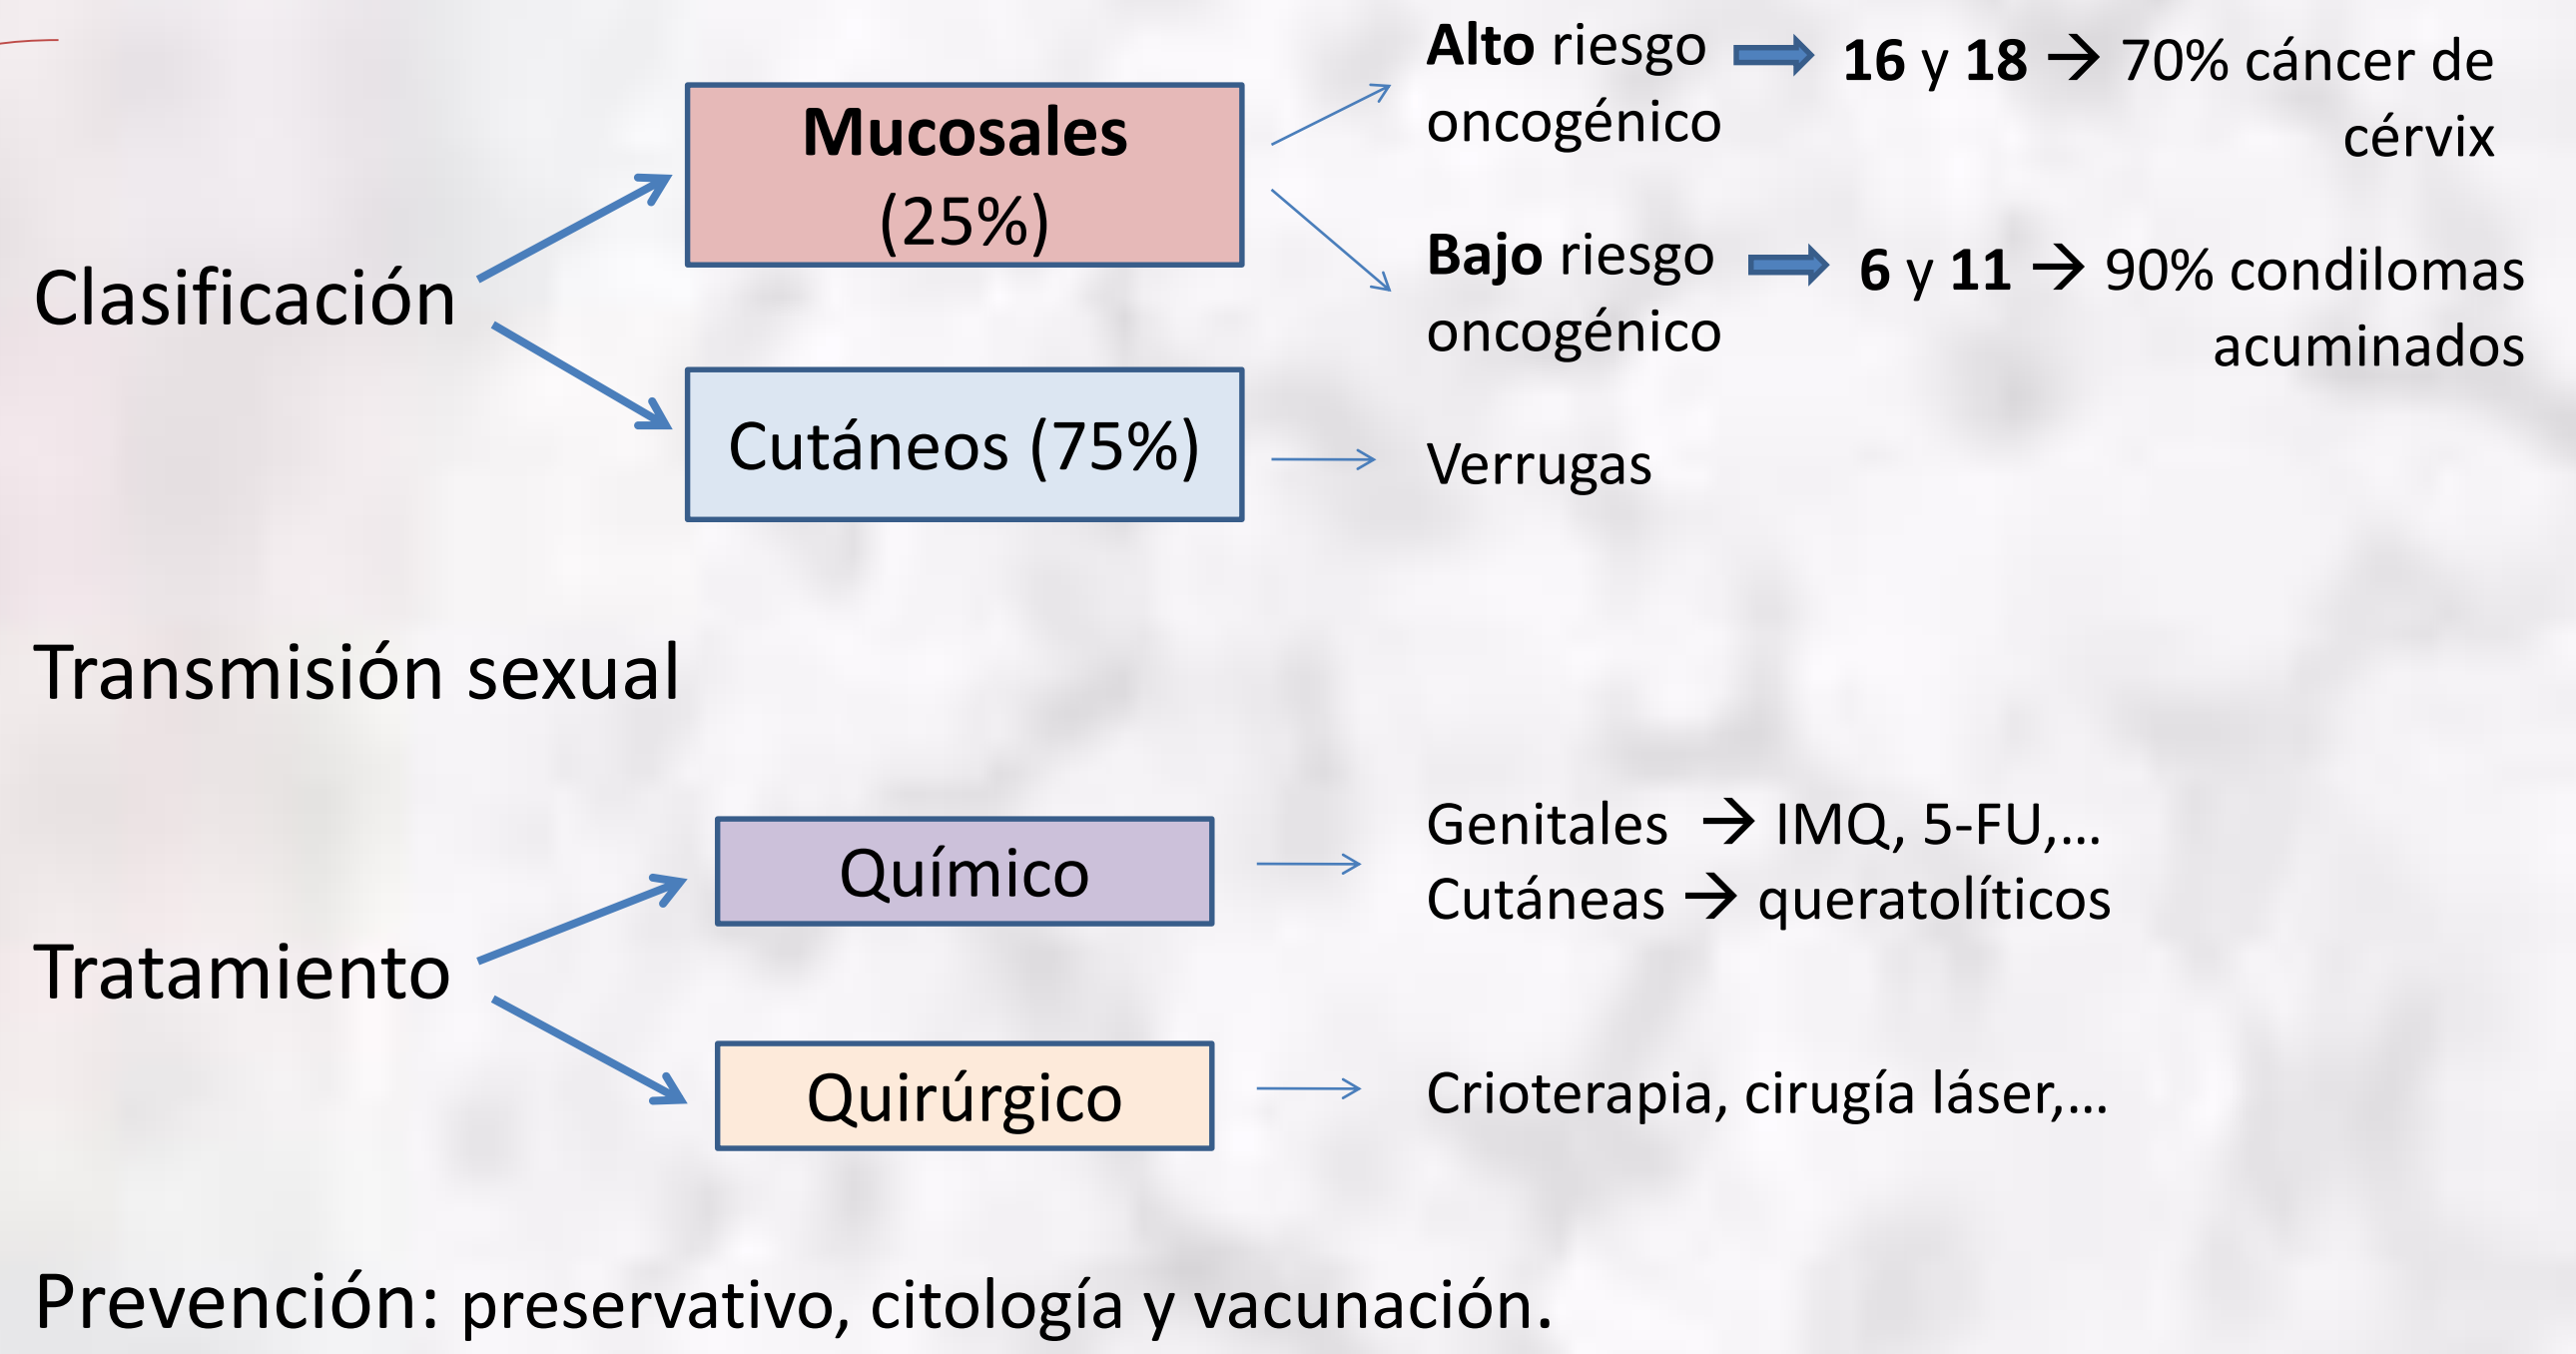 Alto riesgo oncogénico
16 y 18 → 70% cáncer de
cérvix
Mucosales
(25%)
Bajo riesgo oncogénico
6 y 11 → 90% condilomas
acuminados
Clasificación
Cutáneos (75%)
Verrugas
Transmisión sexual
Genitales → IMQ, 5-FU,...
Químico
Cutáneas → queratolíticos
Tratamiento
Quirúrgico
Crioterapia, cirugía láser,...
Prevención: preservativo, citología y vacunación.